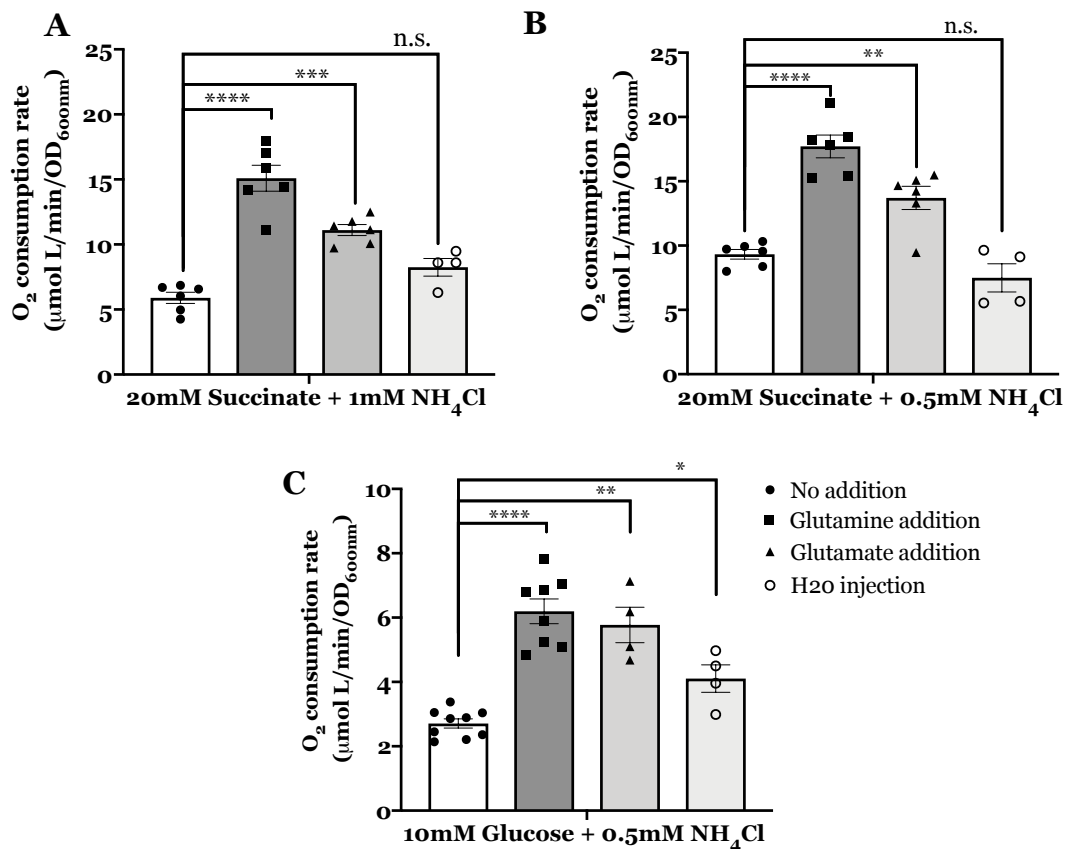 A
n.s.
***
****
25
20
15
10
5
0
O2 consumption rate
(μmol L/min/OD600nm)
20mM Succinate + 1mM NH4Cl
B
n.s.
**
****
25
20
15
10
5
0
O2 consumption rate
(μmol L/min/OD600nm)
20mM Succinate + 0.5mM NH4Cl
C
*
**
****
10
8
6
4
2
0
O2 consumption rate
(μmol L/min/OD600nm)
10mM Glucose + 0.5mM NH4Cl
No addition
Glutamine addition
Glutamate addition
H20 injection